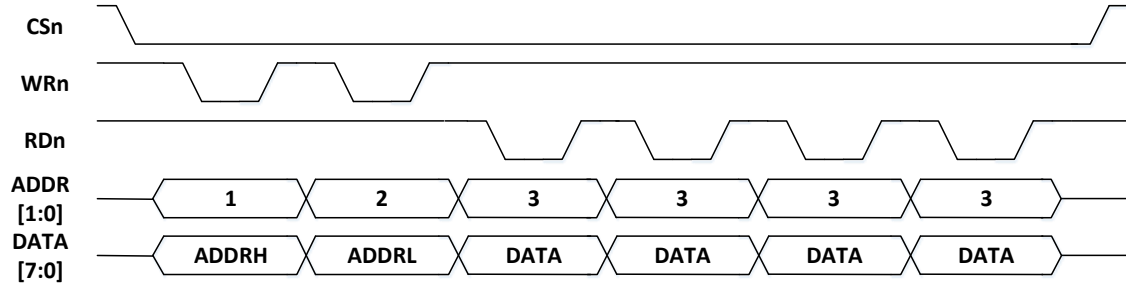 CSn
WRn
RDn
ADDR
[1:0]
1 2 3 3 3 3
DATA
[7:0]
ADDRH ADDRL DATA DATA DATA DATA